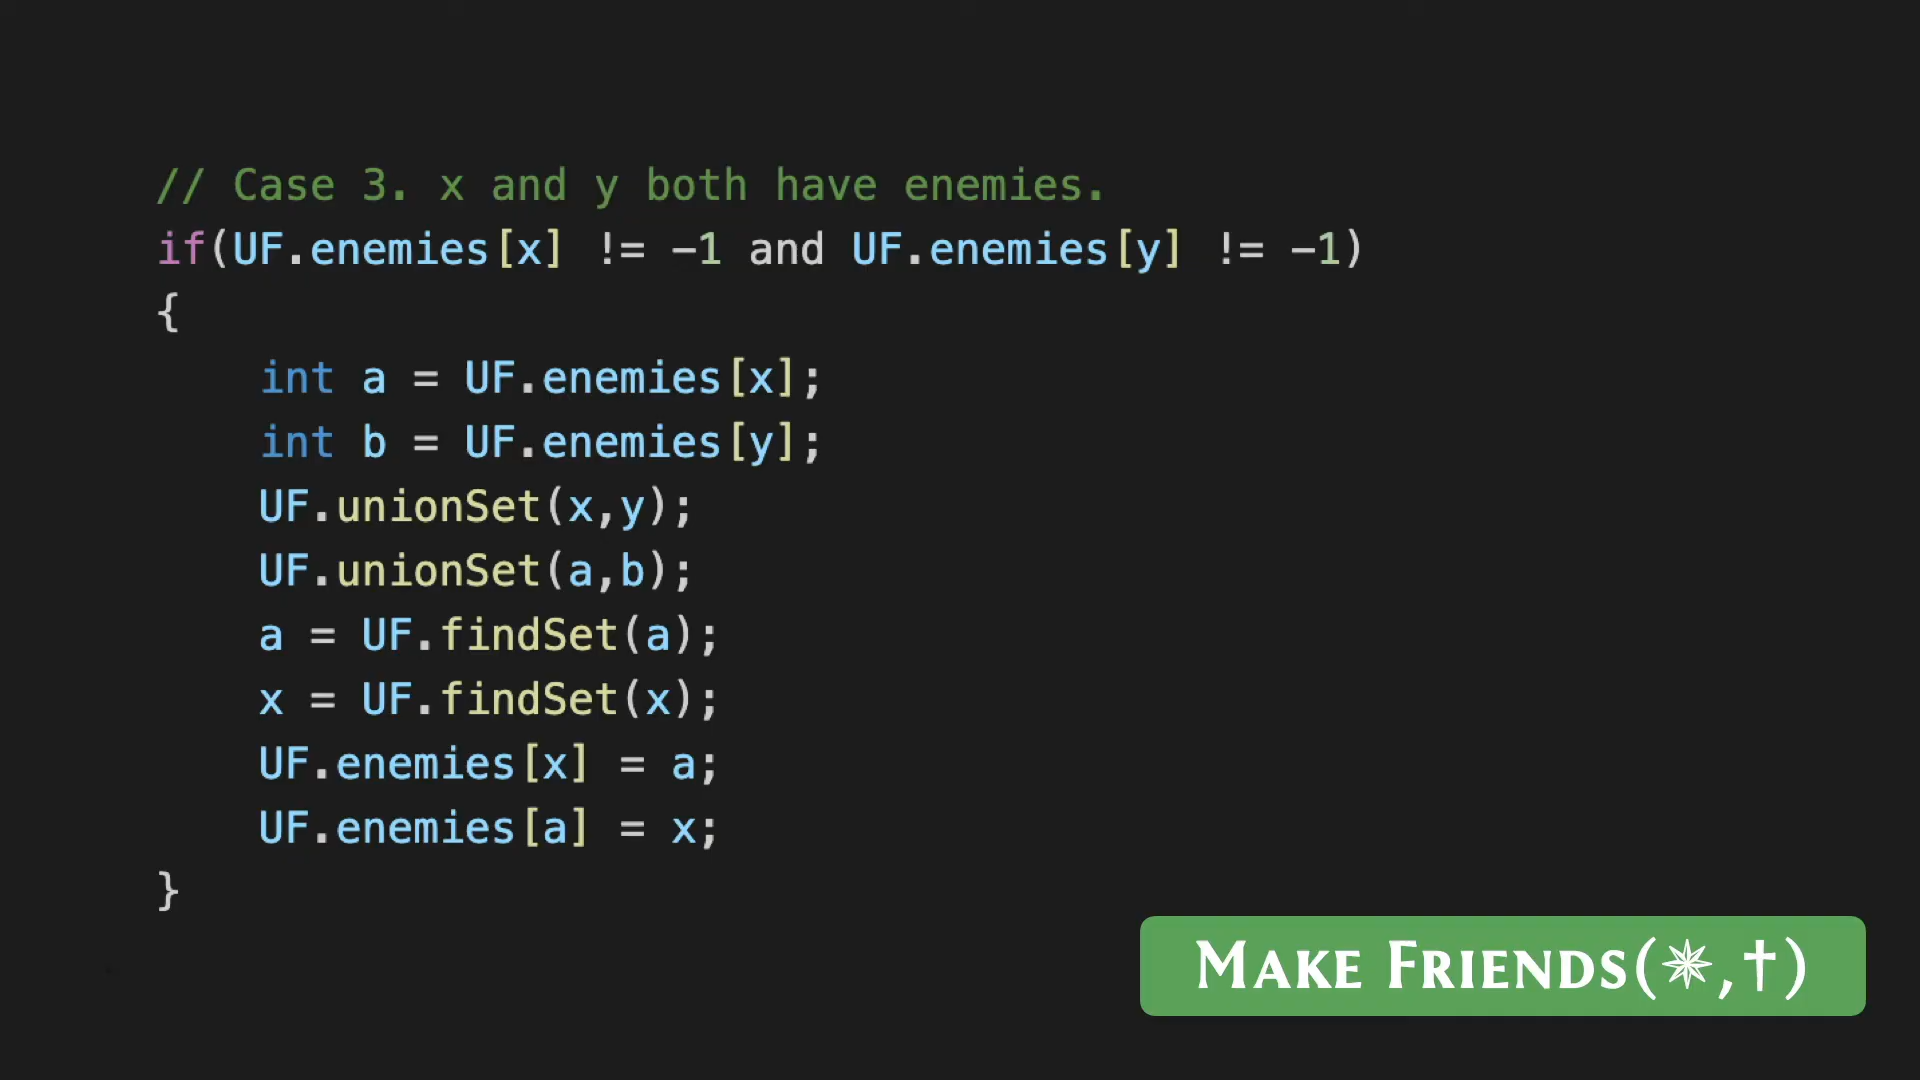 // Case 3. x and y both have enemies.
if(UF.enemies[x] != -1 and UF.enemies[y] != -1)
{
    int a = UF.enemies[x];
    int b = UF.enemies[y];
    UF.unionSet(x,y);
    UF.unionSet(a,b);
    a = UF.findSet(a);
    x = UF.findSet(x);
    UF.enemies[x] = a;
    UF.enemies[a] = x;
}
Make Friends(✴,†)